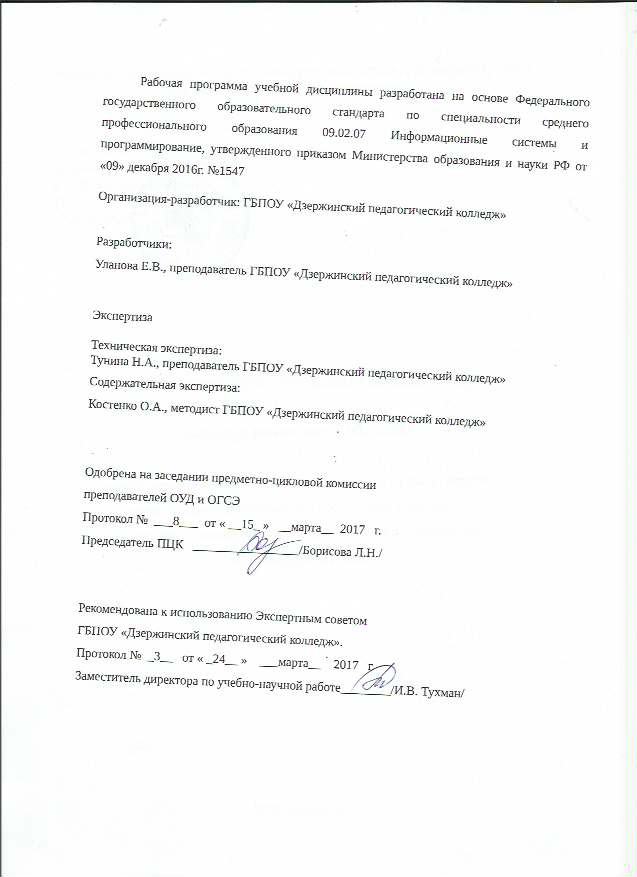 Рабочая программа учебной дисциплины разработана на основе Федерального
государственного образовательного стандарта по специальности среднего
профессионального образования 09.02.07 Информационные системы и
программирование, утвержденного приказом Министерства образования и науки РФ от
«09» декабря 2016г. №1547
Организация-разработчик: ГБПОУ «Дзержинский педагогический колледж»
Разработчики:
Уланова Е.В., преподаватель ГБПОУ «Дзержинский педагогический колледж»
Экспертиза
Техническая экспертиза:
Тунина Н.А., преподаватель ГБПОУ «Дзержинский педагогический колледж»
Содержательная экспертиза:
Костенко О.А., методист ГБПОУ «Дзержинский педагогический колледж»
Одобрена на заседании предметно-цикловой комиссии
преподавателей ОУД и ОГСЭ
Протокол № ___8___ от «__15_» __марта__ 2017 г.
Председатель ПЦК _________________/Борисова Л.Н./
Рекомендована к использованию Экспертным советом
ГБПОУ «Дзержинский педагогический колледж».
Протокол № _3__ от «_24__ » ___марта__ 2017 г.
Заместитель директора по учебно-научной работе________/И.В. Тухман/